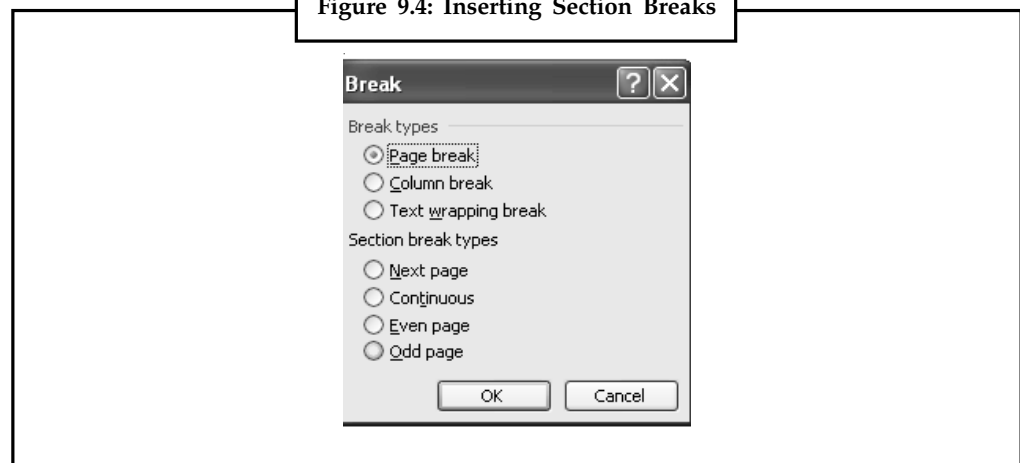 Figure 9.4: Inserting Section Breaks
Break
Break types
Page break
Column break
Text wrapping break
Section break types
Next page
Continuous
Even page
Odd page
OK Cancel